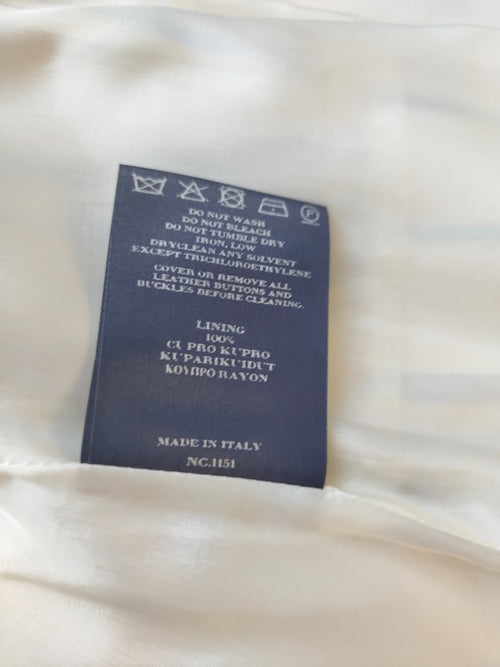 P
DO NOT WASH
DO NOT BLEACH
DO NOT TUMBLE DRY
IRON, LOW
DRYCLEAN ANY SOLVENT
EXCEPT TRICHLOROETHYLENE
COVER OR REMOVE ALL
LEATHER BUTTONS AND
BUCKLES BEFORE CLEANING.
LINING
100%
CUPRO KUPRO
KUPARIKUIDUT
ΚΟΥΠΡΟ RAYON
MADE IN ITALY
NC.1151